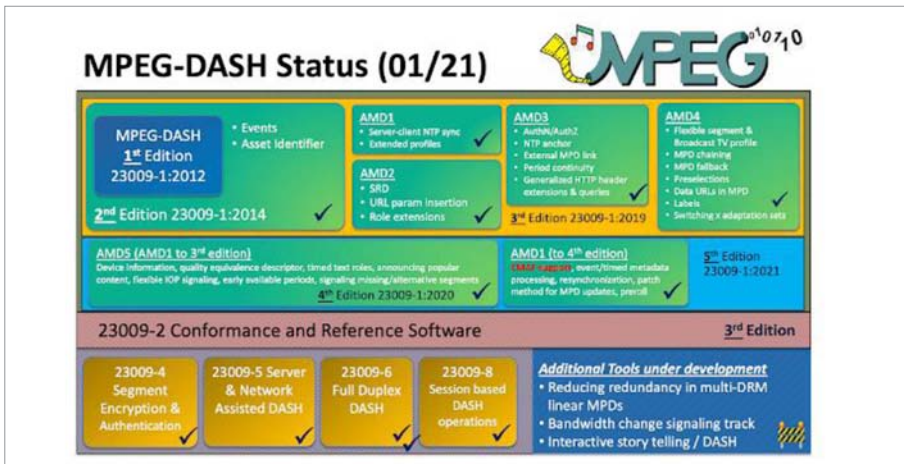 MPEG-DASH Status (01/21)
MPEG
010110
MPEG-DASH
1st Edition
23009-1:2012
• Events
• Asset Identifier
2nd Edition 23009-1:2014
AMD1
• Server-client NTP sync
• Extended profiles
AMD2
• SRD
• URL param insertion
• Role extensions
AMD3
• AuthN/AuthZ
• NTP anchor
• External MPD link
• Period continuity
• Generalized HTTP header
extensions & queries
3rd Edition 23009-1:2019
AMD4
• Flexible segment &
Broadcast TV profile
• MPD chaining
• MPD fallback
• Preselections
• Data URLs in MPD
• Labels
• Switching x adaptation sets
AMD5 (AMD1 to 3rd edition)
Device information, quality equivalence descriptor, timed text roles, announcing popular
content, flexible IOP signaling, early available periods, signaling missing/alternative segments
4th Edition 23009-1:2020
AMD1 (to 4th edition)
CMAF support, event/timed metadata
processing, resynchronization, patch
method for MPD updates, preroll
5th Edition
23009-1:2021
23009-2 Conformance and Reference Software
3rd Edition
23009-4
Segment
Encryption &
Authentication
23009-5 Server
& Network
Assisted DASH
23009-6
Full Duplex
DASH
23009-8
Session based
DASH
operations
Additional Tools under development
• Reducing redundancy in multi-DRM
linear MPDs
• Bandwidth change signaling track
• Interactive story telling / DASH